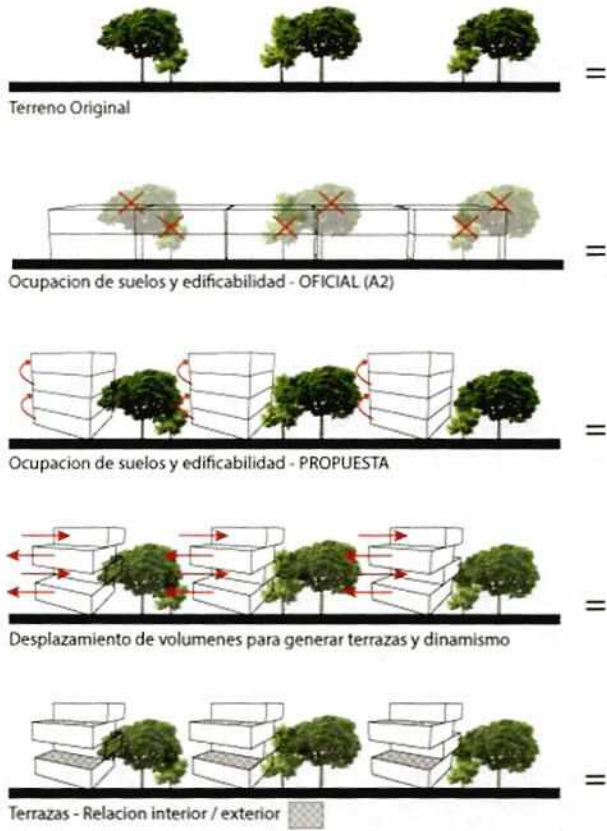 =
Terreno Original
=
Ocupacion de suelos y edificabilidad - OFICIAL (A2)
=
Ocupacion de suelos y edificabilidad - PROPUESTA
=
Desplazamiento de volumenes para generar terrazas y dinamismo
=
Terrazas - Relacion interior / exterior